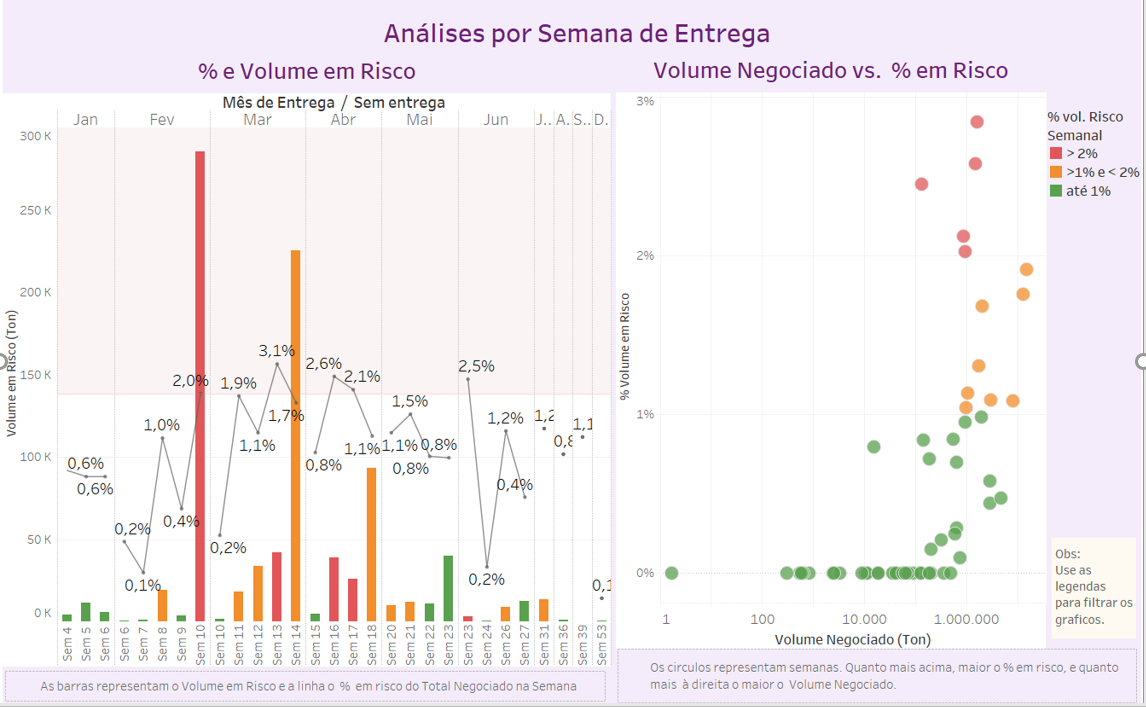 Análises por Semana de Entrega
% e Volume em Risco
Volume Negociado vs. % em Risco
Mês de Entrega / Sem entrega
Jan Fev Mar Abr Mai Jun J.. A. S.. D.
300 K
250 K
200 K
150 K
100 K
50 K
0 K
Volume em Risco (Ton)
0,6%
0,6%
0,2%
0,1%
1,0%
0,4%
2,0%
0,2%
1,9%
1,1%
3,1%
1,7%
0,8%
2,6%
2,1%
1,1%
1,1%
1,5%
0,8%
0,8%
2,5%
0,2%
1,2%
0,4%
1,2
0,8
1,1
0,1
Sem 4
Sem 5
Sem 6
Sem 6
Sem 7
Sem 8
Sem 9
Sem 10
Sem 10
Sem 11
Sem 12
Sem 13
Sem 14
Sem 15
Sem 16
Sem 17
Sem 18
Sem 20
Sem 21
Sem 22
Sem 23
Sem 23
Sem 24
Sem 26
Sem 27
Sem 31
Sem 36
Sem 39
Sem 53
As barras representam o Volume em Risco e a linha o % em risco do Total Negociado na Semana
3%
2%
1%
0%
% Volume em Risco
1 100 10.000 1.000.000
Volume Negociado (Ton)
% vol. Risco
Semanal
> 2%
>1% e < 2%
até 1%
Obs:
Use as
legendas
para filtrar os
graficos.
Os circulos representam semanas. Quanto mais acima, maior o % em risco, e quanto
mais à direita o maior o Volume Negociado.